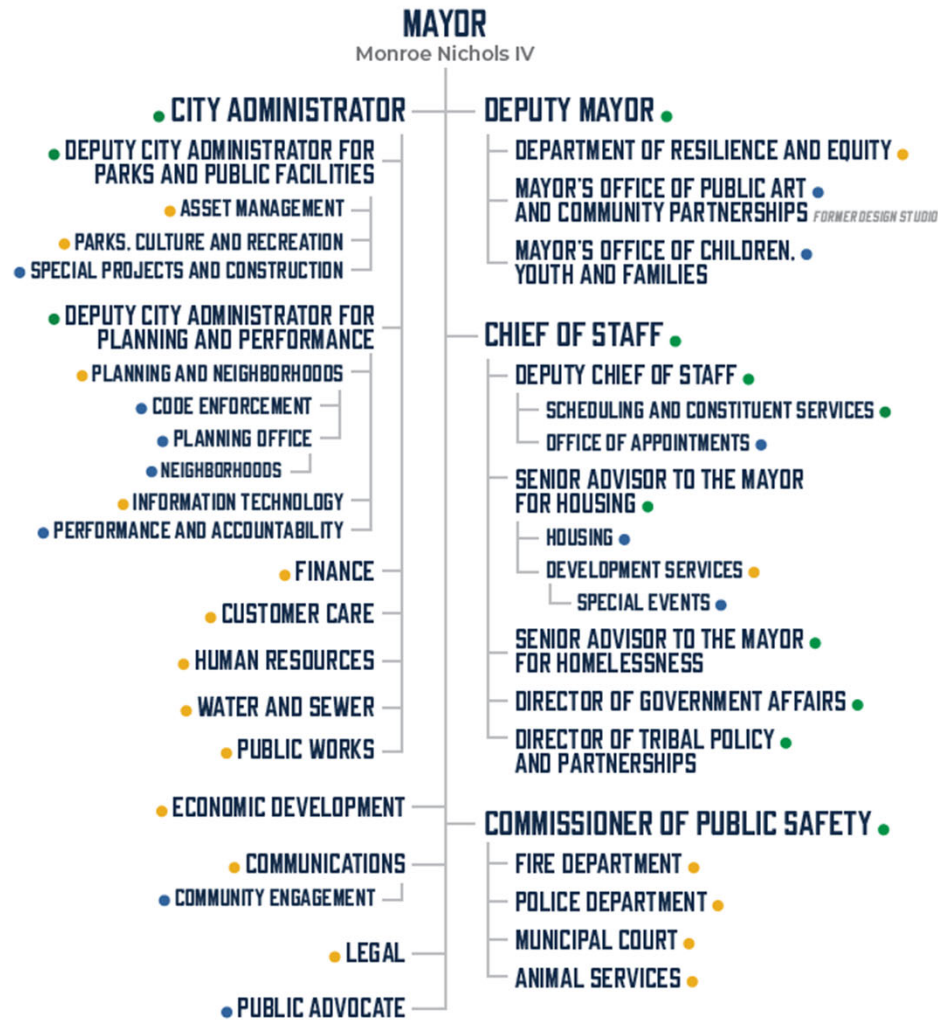 MAYOR
Monroe Nichols IV
CITY ADMINISTRATOR
DEPUTY CITY ADMINISTRATOR FOR
PARKS AND PUBLIC FACILITIES
ASSET MANAGEMENT
PARKS, CULTURE AND RECREATION
SPECIAL PROJECTS AND CONSTRUCTION
DEPUTY CITY ADMINISTRATOR FOR
PLANNING AND PERFORMANCE
PLANNING AND NEIGHBORHOODS
CODE ENFORCEMENT
PLANNING OFFICE
NEIGHBORHOODS
INFORMATION TECHNOLOGY
PERFORMANCE AND ACCOUNTABILITY
FINANCE
CUSTOMER CARE
HUMAN RESOURCES
WATER AND SEWER
PUBLIC WORKS
ECONOMIC DEVELOPMENT
COMMUNICATIONS
COMMUNITY ENGAGEMENT
LEGAL
PUBLIC ADVOCATE
DEPUTY MAYOR
DEPARTMENT OF RESILIENCE AND EQUITY
MAYOR'S OFFICE OF PUBLIC ART
AND COMMUNITY PARTNERSHIPS FORMER DESIGN STUDIO
MAYOR'S OFFICE OF CHILDREN,
YOUTH AND FAMILIES
CHIEF OF STAFF
DEPUTY CHIEF OF STAFF
SCHEDULING AND CONSTITUENT SERVICES
OFFICE OF APPOINTMENTS
SENIOR ADVISOR TO THE MAYOR
FOR HOUSING
HOUSING
DEVELOPMENT SERVICES
SPECIAL EVENTS
SENIOR ADVISOR TO THE MAYOR
FOR HOMELESSNESS
DIRECTOR OF GOVERNMENT AFFAIRS
DIRECTOR OF TRIBAL POLICY
AND PARTNERSHIPS
COMMISSIONER OF PUBLIC SAFETY
FIRE DEPARTMENT
POLICE DEPARTMENT
MUNICIPAL COURT
ANIMAL SERVICES